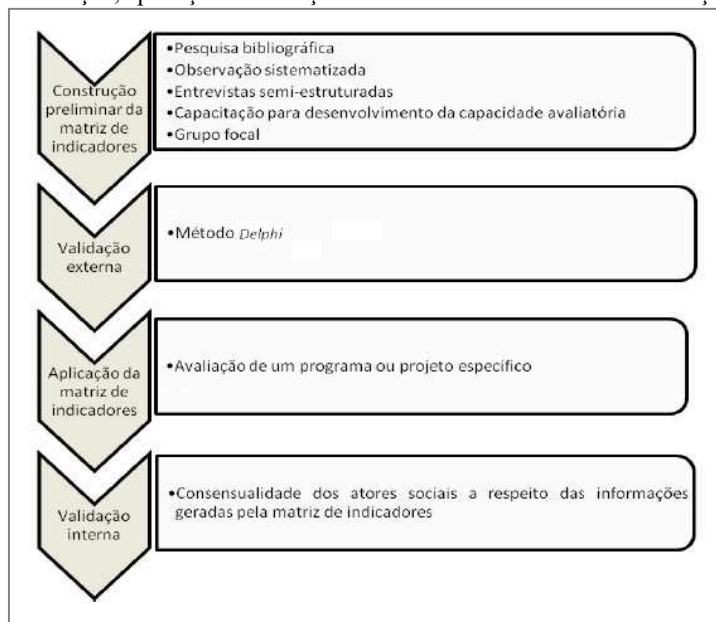 Construção
preliminar da
matriz de
indicadores
•Pesquisa bibliográfica
•Observação sistematizada
•Entrevistas semi-estruturadas
•Capacitação para desenvolvimento da capacidade avaliatória
•Grupo focal
Validação
externa
•Método Delphi
Aplicação da
matriz de
indicadores
•Avaliação de um programa ou projeto específico
Validação
interna
•Consensualidade dos atores sociais a respeito das informações
geradas pela matriz de indicadores